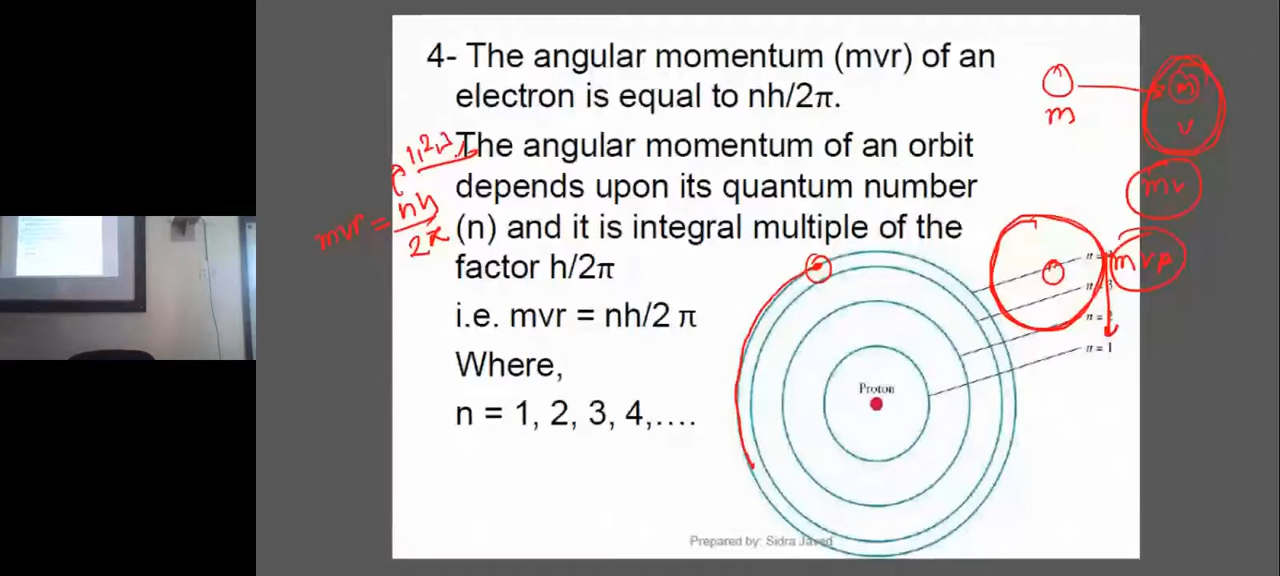 4- The angular momentum (mvr) of an
electron is equal to nh/2π.
The angular momentum of an orbit
depends upon its quantum number
(n) and it is integral multiple of the
factor h/2π
i.e. mvr = nh/2 π
Where,
n = 1, 2, 3, 4,....
mvr = nh
2π
1, 2, 3
m
m
v
mv
mvr
n =
n = 1
Proton
Prepared by: Sidra Javed